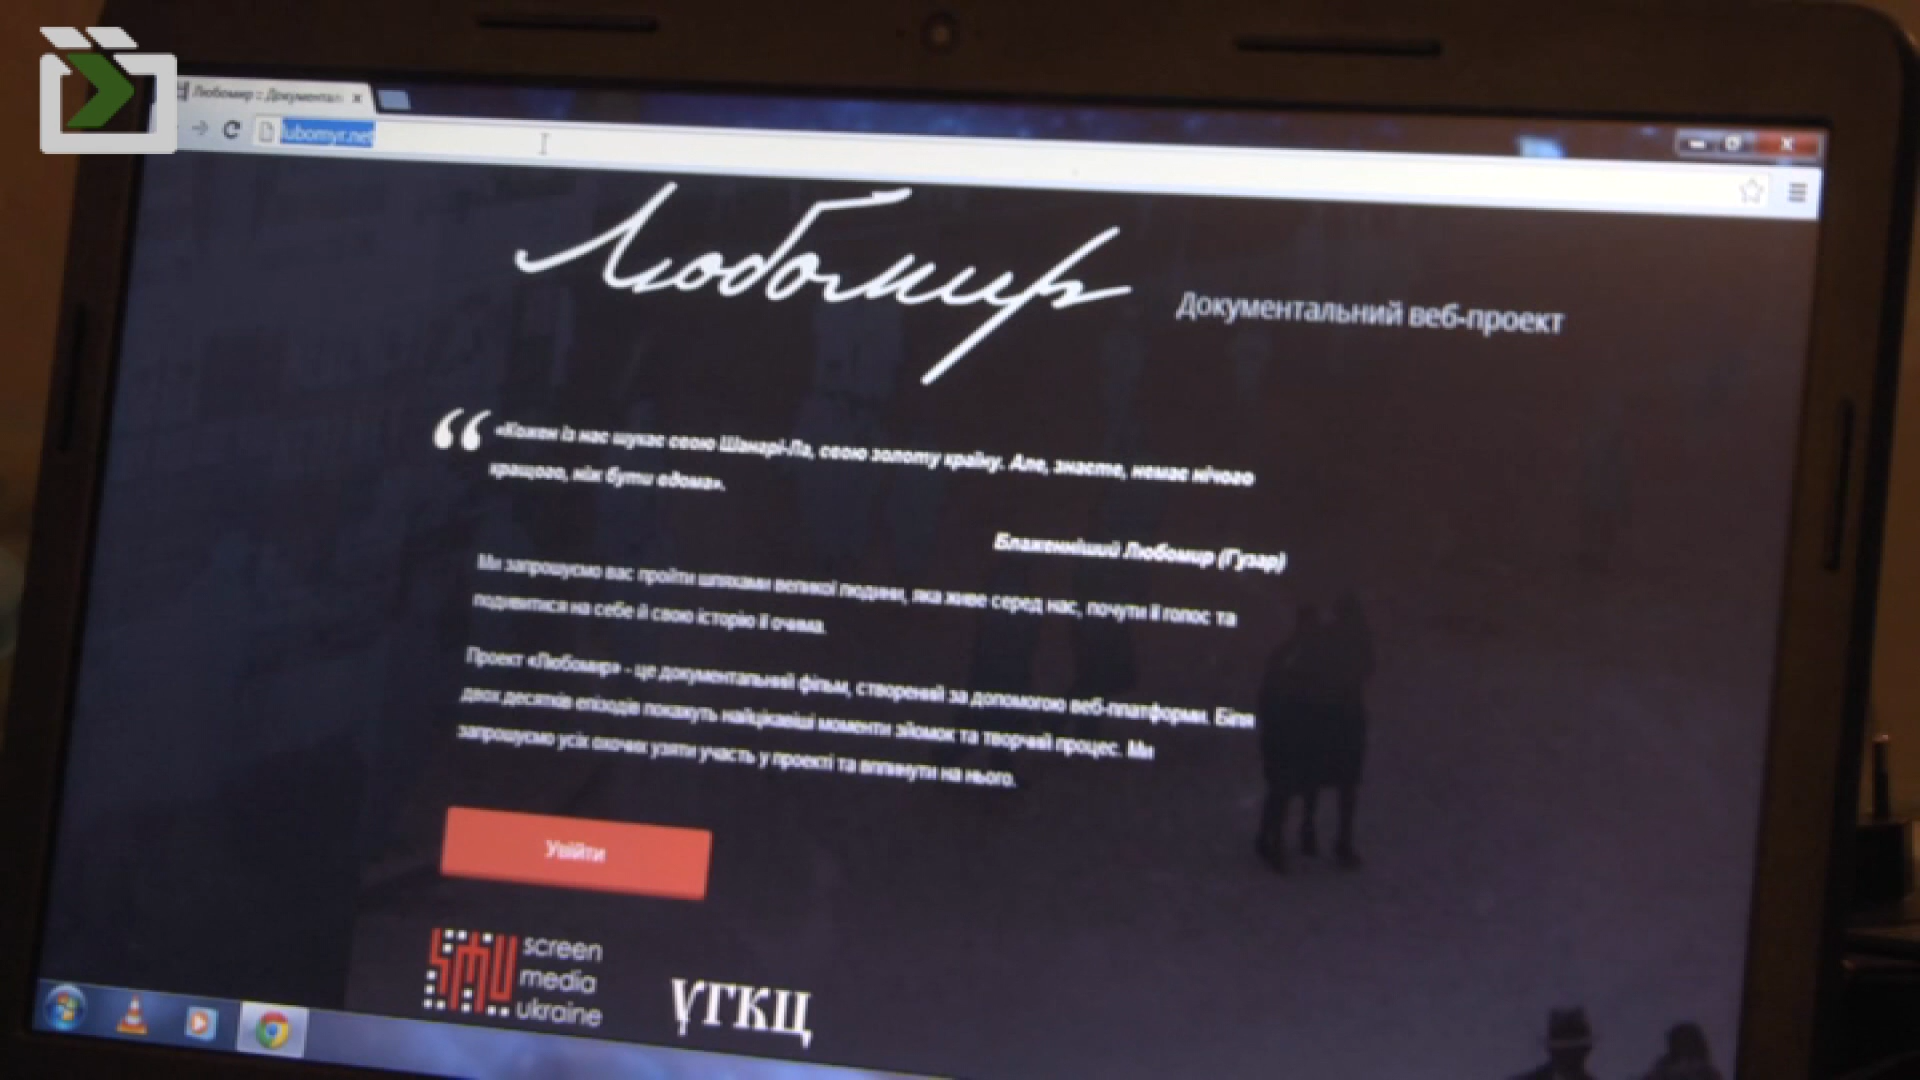 Любомир :: Документал
lubomyr.net
Любомир
Документальний веб-проект
«Кожен із нас шукає свою Шанґрі-Ла, свою золоту країну. Але, знаєте, немає нічого
кращого, ніж бути вдома».
Блаженніший Любомир (Гузар)
Ми запрошуємо вас пройти шляхами великої людини, яка живе серед нас, почути її голос та
подивитися на себе й свою історію її очима.
Проект «Любомир» - це документальний фільм, створений за допомогою веб-платформи. Біля
двох десятків епізодів покажуть найцікавіші моменти зйомок та творчий процес. Ми
запрошуємо усіх охочих узяти участь у проекті та вплинути на нього.
Увійти
smu
screen
media
ukraine
УГКЦ